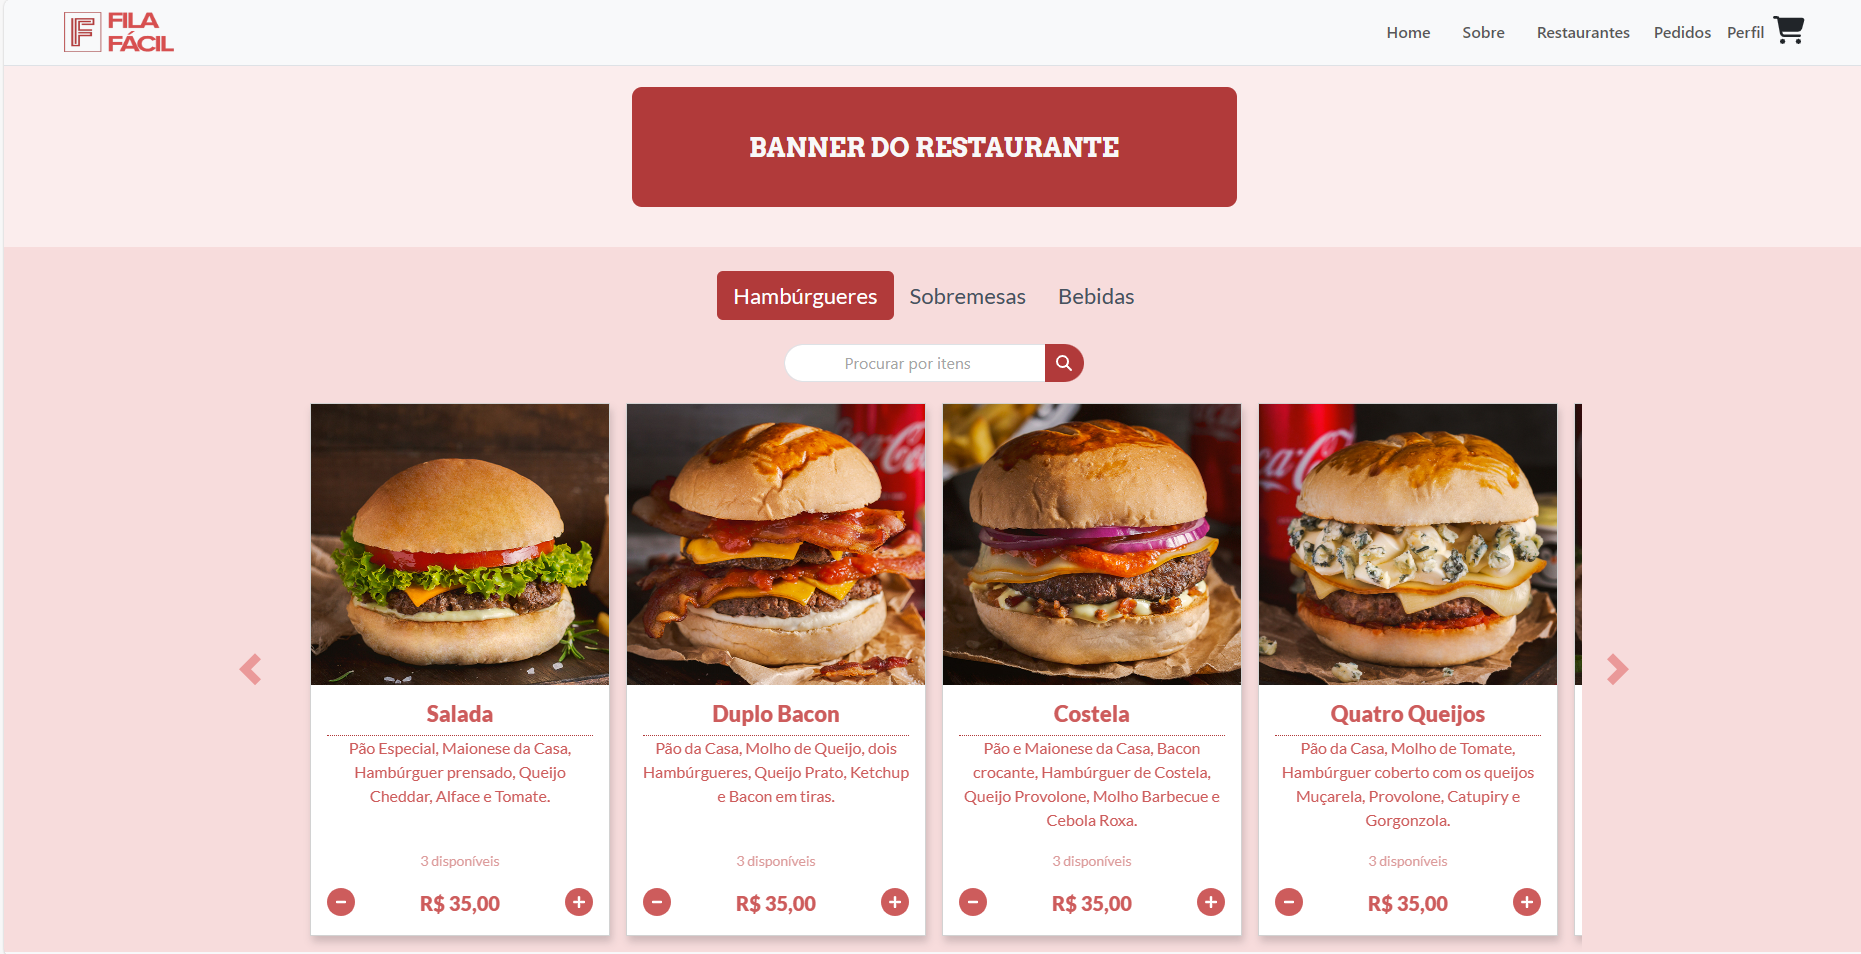 FILA
FÁCIL
Home Sobre Restaurantes Pedidos Perfil
BANNER DO RESTAURANTE
Hambúrgueres Sobremesas Bebidas
Procurar por itens
Salada
Pão Especial, Maionese da Casa,
Hambúrguer prensado, Queijo
Cheddar, Alface e Tomate.
3 disponíveis
R$ 35,00
Duplo Bacon
Pão da Casa, Molho de Queijo, dois
Hambúrgueres, Queijo Prato, Ketchup
e Bacon em tiras.
3 disponíveis
R$ 35,00
Costela
Pão e Maionese da Casa, Bacon
crocante, Hambúrguer de Costela,
Queijo Provolone, Molho Barbecue e
Cebola Roxa.
3 disponíveis
R$ 35,00
Quatro Queijos
Pão da Casa, Molho de Tomate,
Hambúrguer coberto com os queijos
Muçarela, Provolone, Catupiry e
Gorgonzola.
3 disponíveis
R$ 35,00